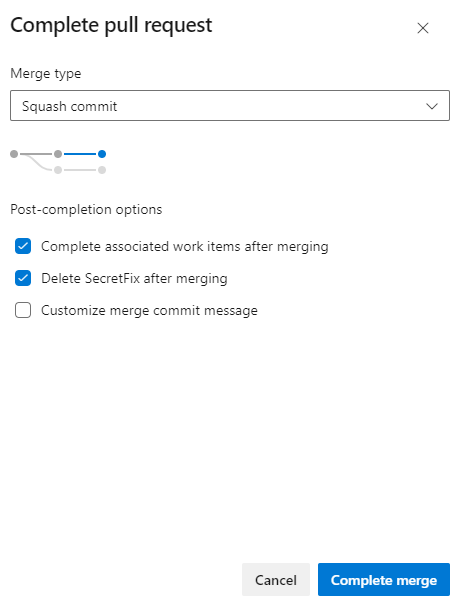 Complete pull request
Merge type
Squash commit
Post-completion options
Complete associated work items after merging
Delete SecretFix after merging
Customize merge commit message
Cancel
Complete merge